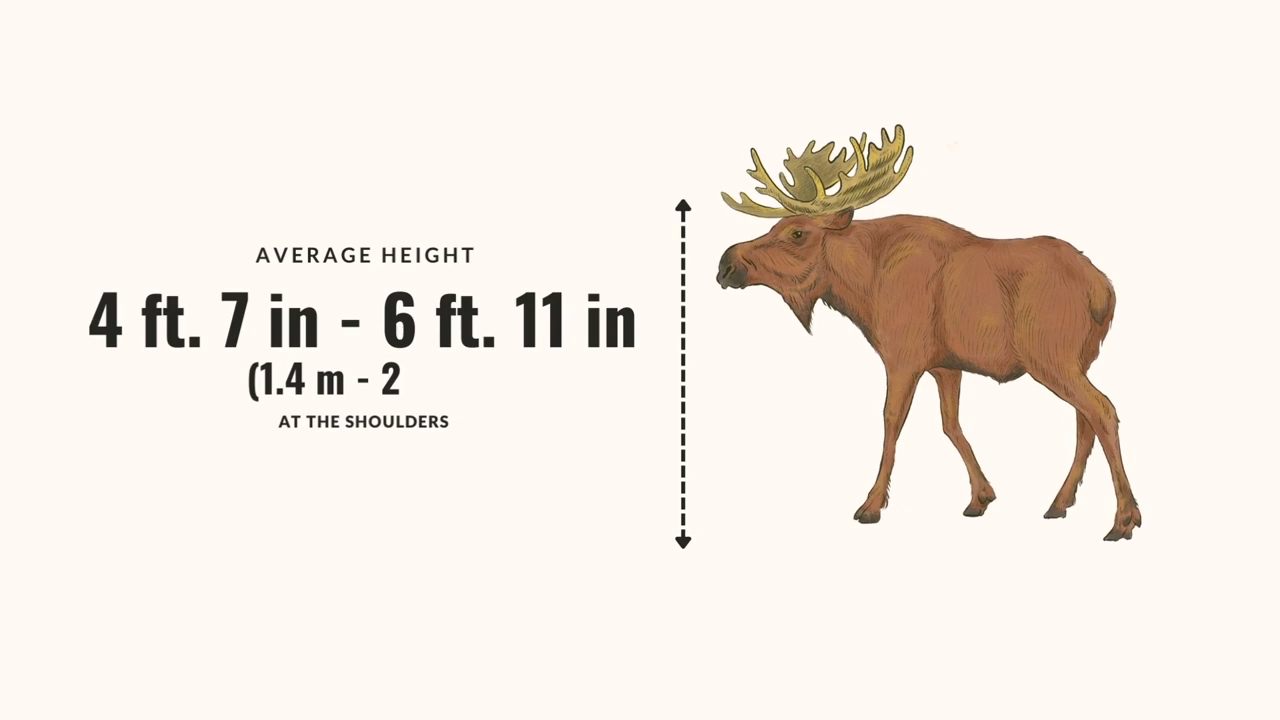 AVERAGE HEIGHT
4 ft. 7 in - 6 ft. 11 in
(1.4 m - 2
AT THE SHOULDERS